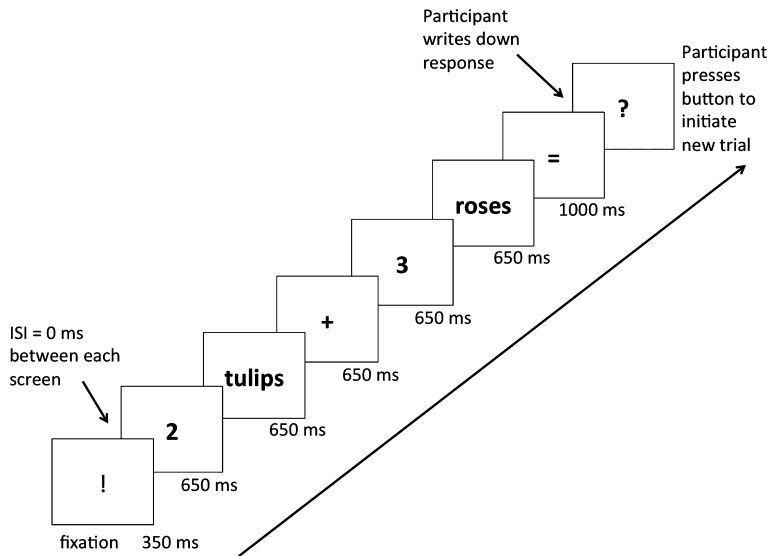 Participant
writes down
response
Participant
presses
button to
initiate
new trial
?
=
1000 ms
roses
650 ms
3
650 ms
+
650 ms
ISI = 0 ms
between each
screen
tulips
650 ms
2
650 ms
!
fixation 350 ms